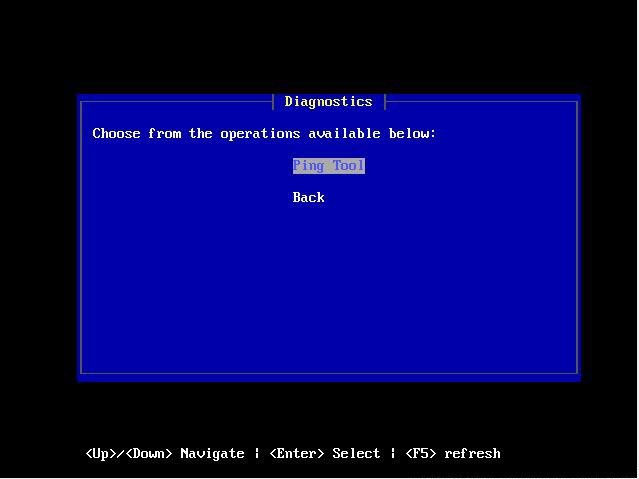 Diagnostics
Choose from the operations available below:
Ping Tool
Back
<Up>/<Down> Navigate | <Enter> Select | <F5> refresh